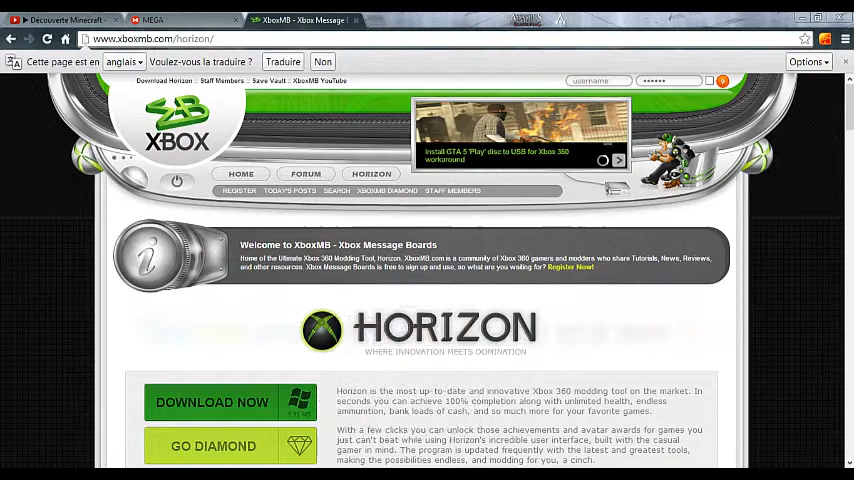 Découverte Minecraft -
MEGA
XboxMB - Xbox Message
www.xboxmb.com/horizon/
Cette page est en anglais Voulez-vous la traduire ? Traduire Non Options
Download Horizon :: Staff Members :: Save Vault :: XboxMB YouTube
username
••••••
XBOX
Install GTA 5 'Play' disc to USB for Xbox 360
workaround
HOME FORUM HORIZON
REGISTER TODAY'S POSTS SEARCH XBOXMB DIAMOND STAFF MEMBERS
Welcome to XboxMB - Xbox Message Boards
Home of the Ultimate Xbox 360 Modding Tool, Horizon. XboxMB.com is a community of Xbox 360 gamers and modders who share Tutorials, News, Reviews,
and other resources. Xbox Message Boards is free to sign up and use, so what are you waiting for? Register Now!
HORIZON
WHERE INNOVATION MEETS DOMINATION
DOWNLOAD NOW
GO DIAMOND
Horizon is the most up-to-date and innovative Xbox 360 modding tool on the market. In
seconds you can achieve 100% completion along with unlimited health, endless
ammunition, bank loads of cash, and so much more for your favorite games.
With a few clicks you can unlock those achievements and avatar awards for games you
just can't beat while using Horizon's incredible user interface, built with the casual
gamer in mind. The program is updated frequently with the latest and greatest tools,
making the possibilities endless, and modding for you, a cinch.